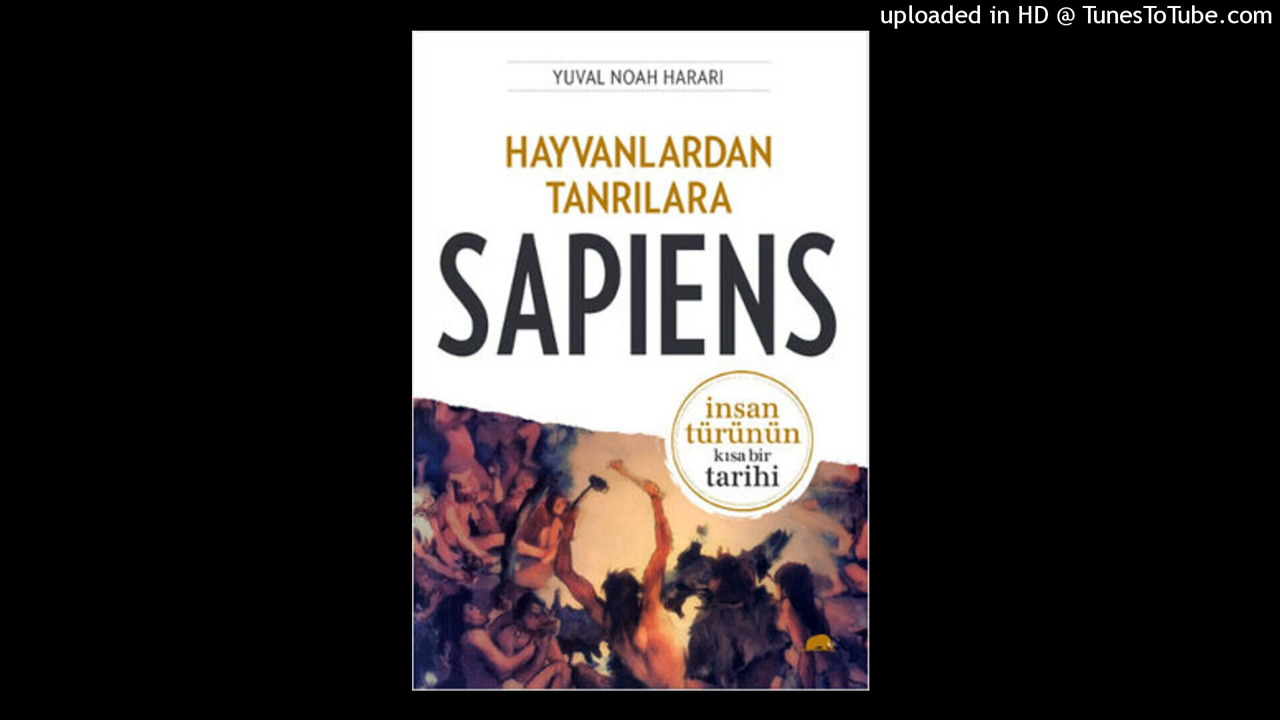 uploaded in HD @ TunesToTube.com
YUVAL NOAH HARARI
HAYVANLARDAN
TANRILARA
SAPIENS
insan
türünün
kısa bir
tarihi